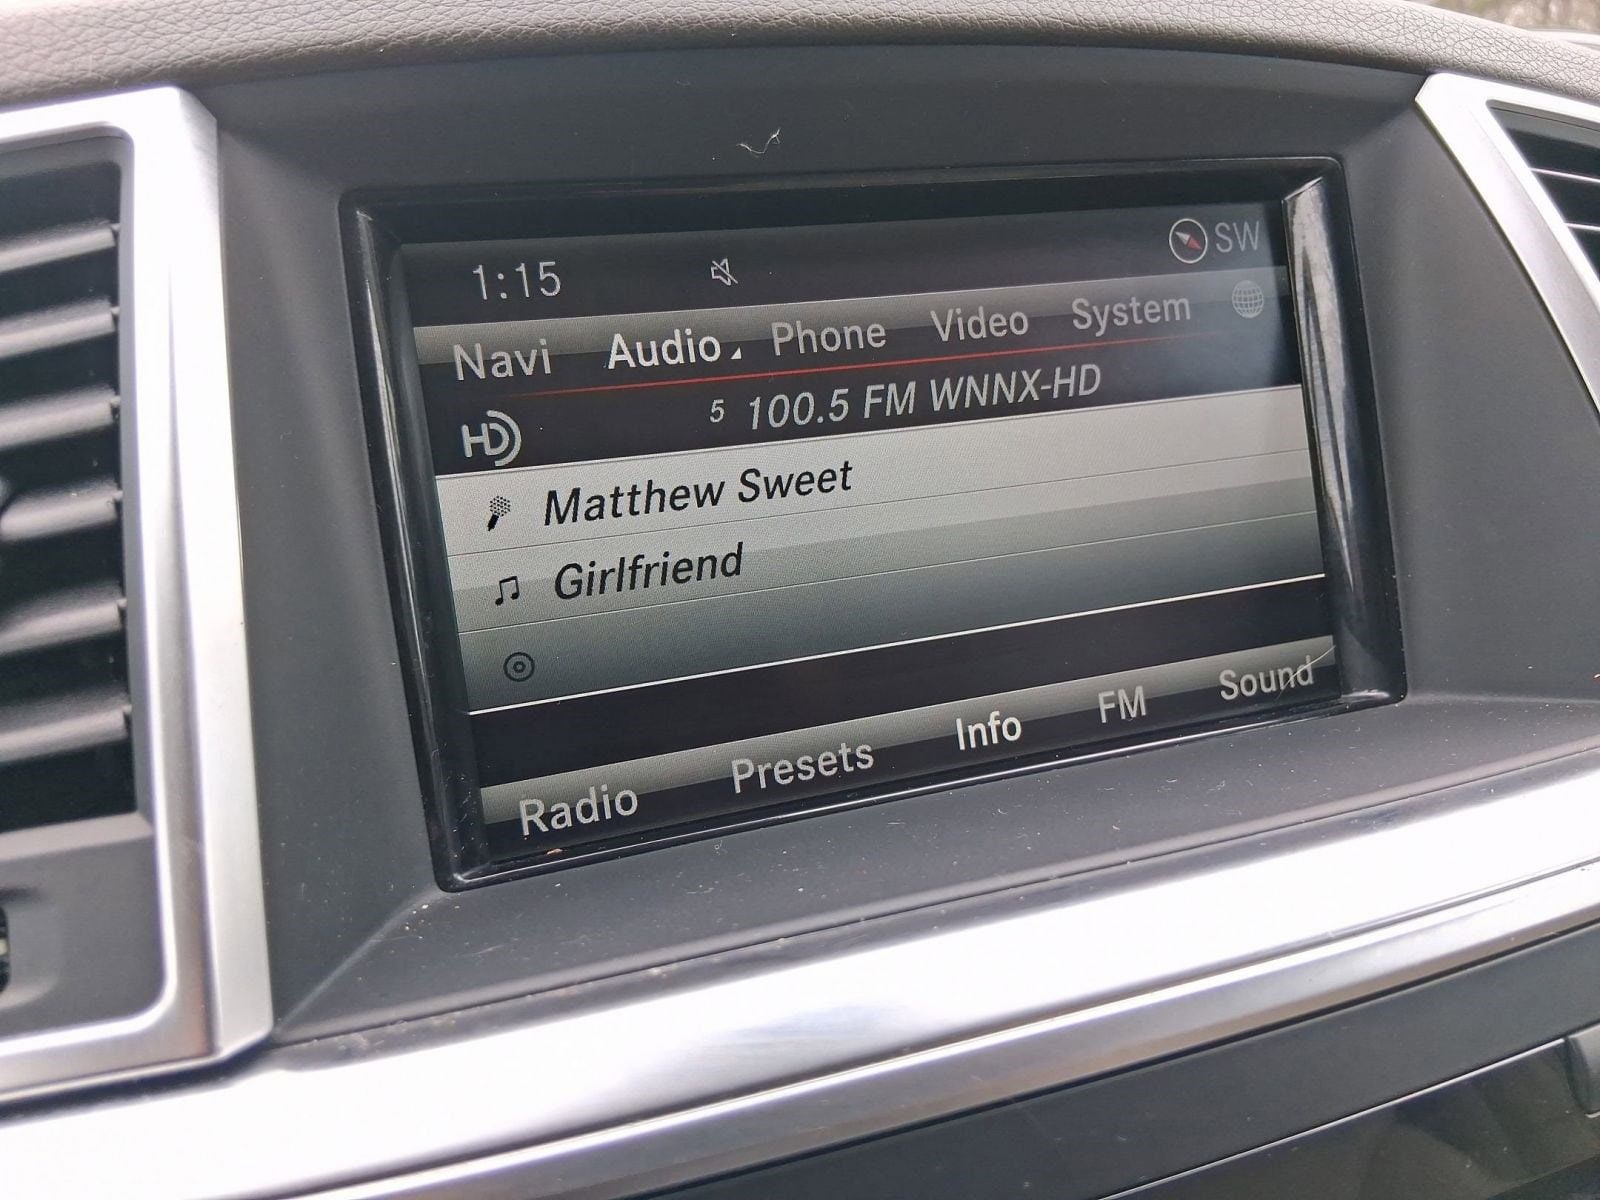 1:15 SW
Navi Audio Phone Video System
HD 5 100.5 FM WNNX-HD
Matthew Sweet
Girlfriend
Radio Presets Info FM Sound